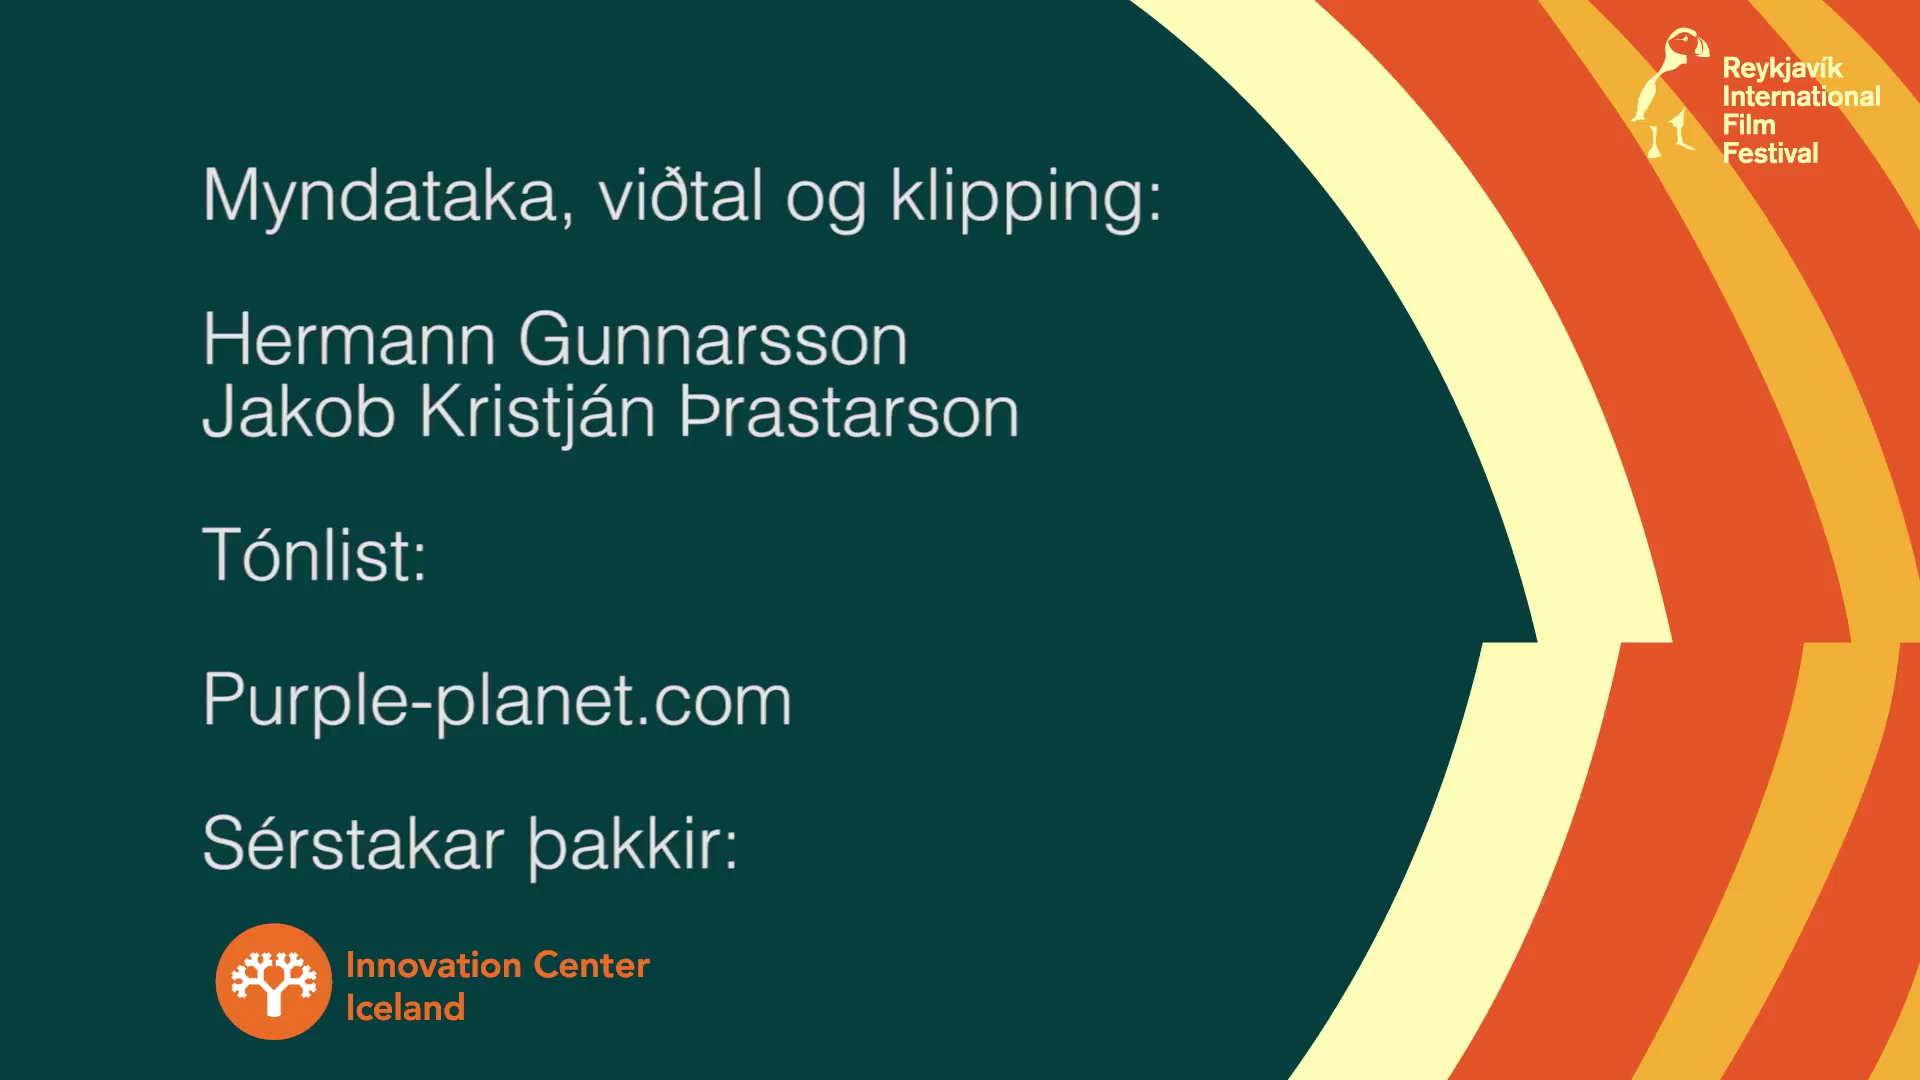 Reykjavík
International
Film
Festival
Myndataka, viðtal og klipping:
Hermann Gunnarsson
Jakob Kristján Þrastarson
Tónlist:
Purple-planet.com
Sérstakar þakkir:
Innovation Center
Iceland